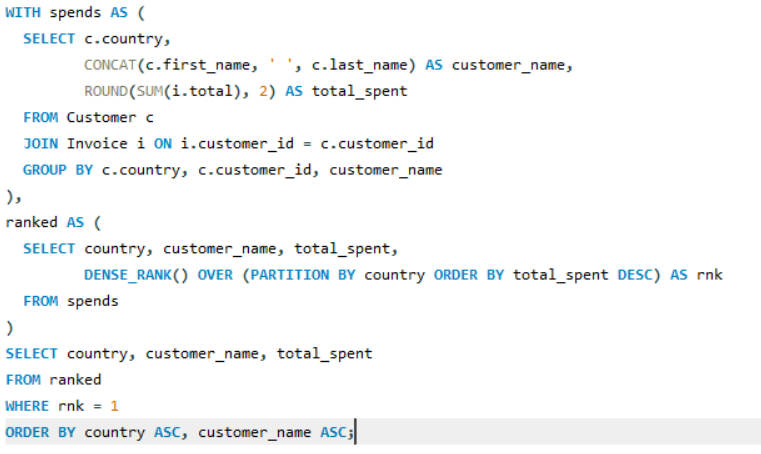 WITH spends AS (
SELECT c.country,
CONCAT(c.first_name, ' ', c.last_name) AS customer_name,
ROUND(SUM(i.total), 2) AS total_spent
FROM Customer c
JOIN Invoice i ON i.customer_id = c.customer_id
GROUP BY c.country, c.customer_id, customer_name
),
ranked AS (
SELECT country, customer_name, total_spent,
DENSE_RANK() OVER (PARTITION BY country ORDER BY total_spent DESC) AS rnk
FROM spends
)
SELECT country, customer_name, total_spent
FROM ranked
WHERE rnk = 1
ORDER BY country ASC, customer_name ASC;